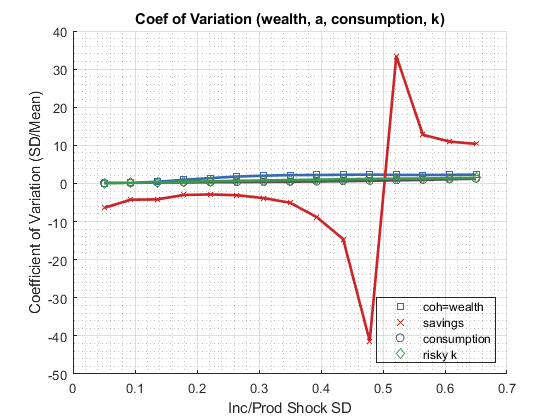 Coef of Variation (wealth, a, consumption, k)
40
30
20
10
0
-10
-20
-30
-40
-50
Coefficient of Variation (SD/Mean)
coh=wealth
savings
consumption
risky k
0 0.1 0.2 0.3 0.4 0.5 0.6 0.7
Inc/Prod Shock SD